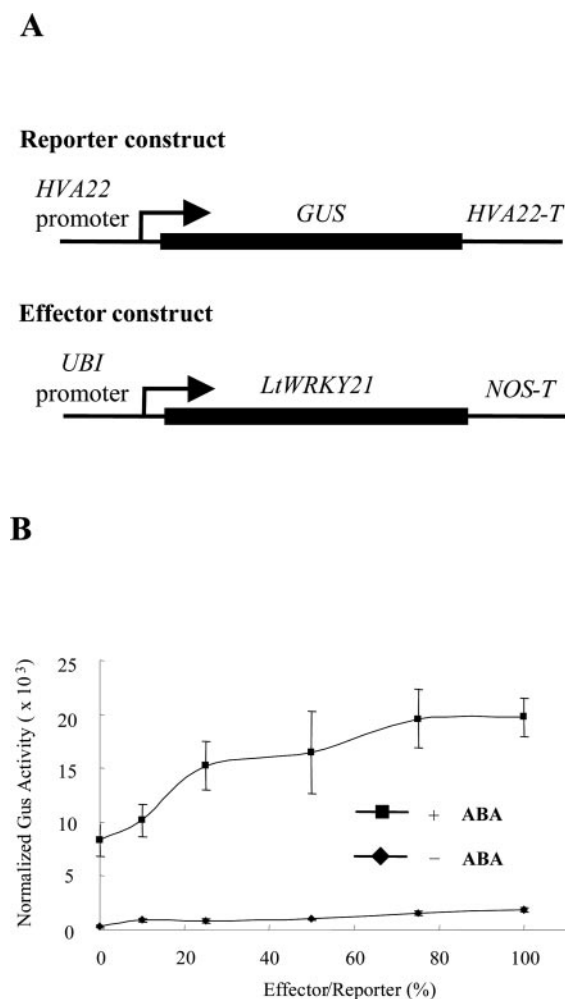 A
Reporter construct
HVA22
promoter
GUS
HVA22-T
Effector construct
UBI
promoter
LtWRKY21
NOS-T
B
Normalized Gus Activity ( x 10³)
25
20
15
10
5
0
+ ABA
− ABA
0 20 40 60 80 100
Effector/Reporter (%)